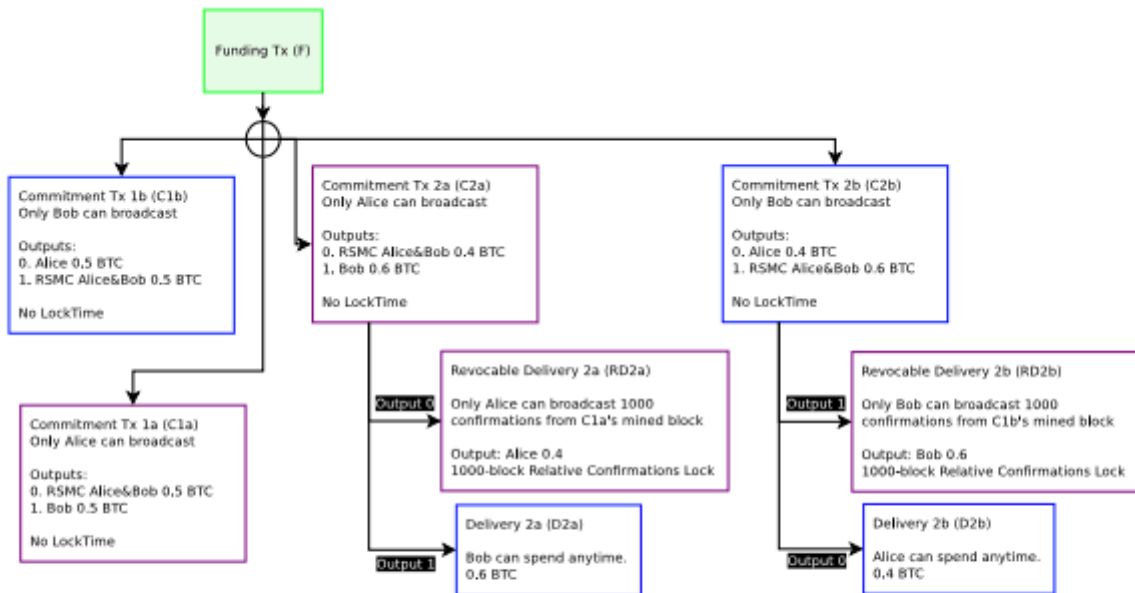 Funding Tx (F)
Commitment Tx 1b (C1b)
Only Bob can broadcast
Outputs:
0. Alice 0.5 BTC
1. RSMC Alice&Bob 0.5 BTC
No LockTime
Commitment Tx 2a (C2a)
Only Alice can broadcast
Outputs:
0. RSMC Alice&Bob 0.4 BTC
1. Bob 0.6 BTC
No LockTime
Commitment Tx 2b (C2b)
Only Bob can broadcast
Outputs:
0. Alice 0.4 BTC
1. RSMC Alice&Bob 0.6 BTC
No LockTime
Commitment Tx 1a (C1a)
Only Alice can broadcast
Outputs:
0. RSMC Alice&Bob 0.5 BTC
1. Bob 0.5 BTC
No LockTime
Output 0
Revocable Delivery 2a (RD2a)
Only Alice can broadcast 1000
confirmations from C1a's mined block
Output: Alice 0.4
1000-block Relative Confirmations Lock
Output 1
Revocable Delivery 2b (RD2b)
Only Bob can broadcast 1000
confirmations from C1b's mined block
Output: Bob 0.6
1000-block Relative Confirmations Lock
Output 1
Delivery 2a (D2a)
Bob can spend anytime.
0.6 BTC
Output 0
Delivery 2b (D2b)
Alice can spend anytime.
0.4 BTC